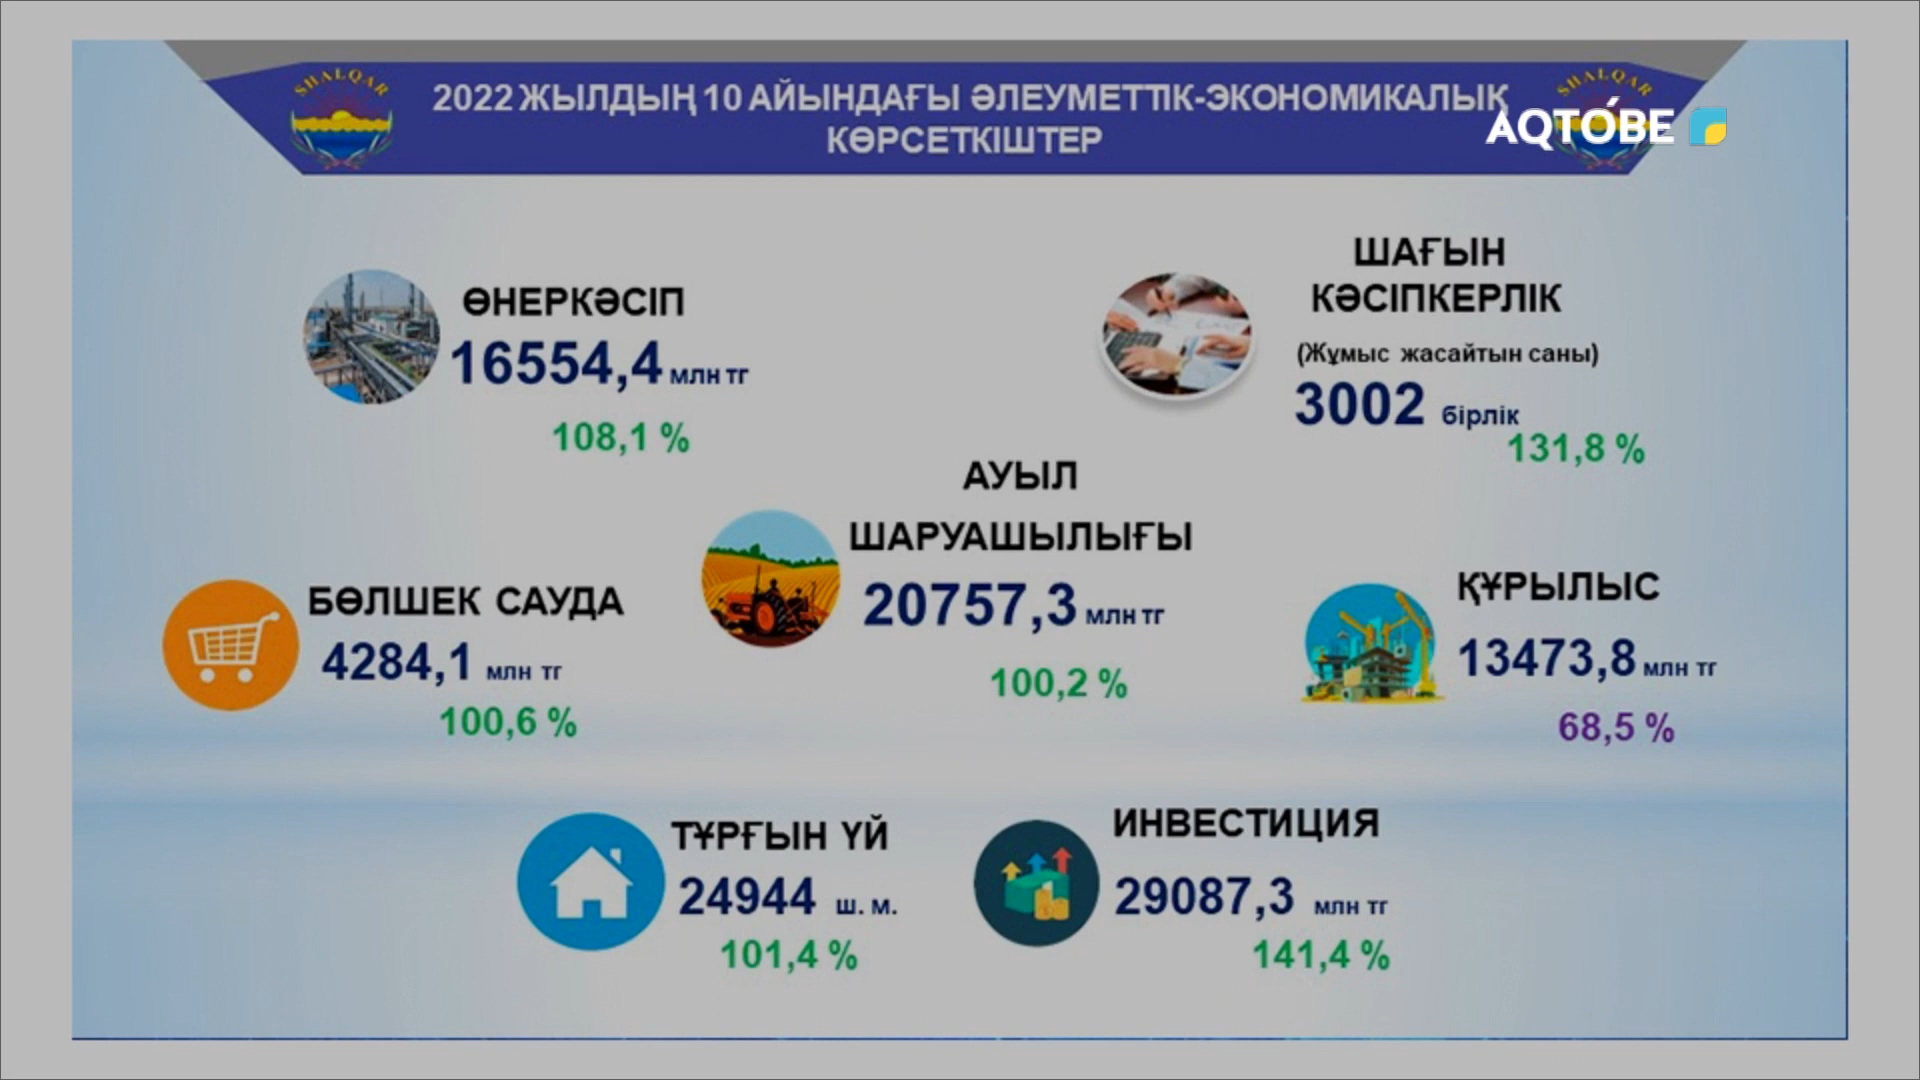 SHALQAR
2022 ЖЫЛДЫҢ 10 АЙЫНДАҒЫ ӘЛЕУМЕТТІК-ЭКОНОМИКАЛЫҚ
КӨРСЕТКІШТЕР
SHALQAR
AQTÓBE
ӨНЕРКӘСІП
16554,4 млн тг
108,1 %
ШАҒЫН
КӘСІПКЕРЛІК
(Жұмыс жасайтын саны)
3002 бірлік
131,8 %
АУЫЛ
ШАРУАШЫЛЫҒЫ
20757,3 млн тг
100,2 %
БӨЛШЕК САУДА
4284,1 млн тг
100,6 %
ҚҰРЫЛЫС
13473,8 млн тг
68,5 %
ТҰРҒЫН ҮЙ
24944 ш. м.
101,4 %
ИНВЕСТИЦИЯ
29087,3 млн тг
141,4 %